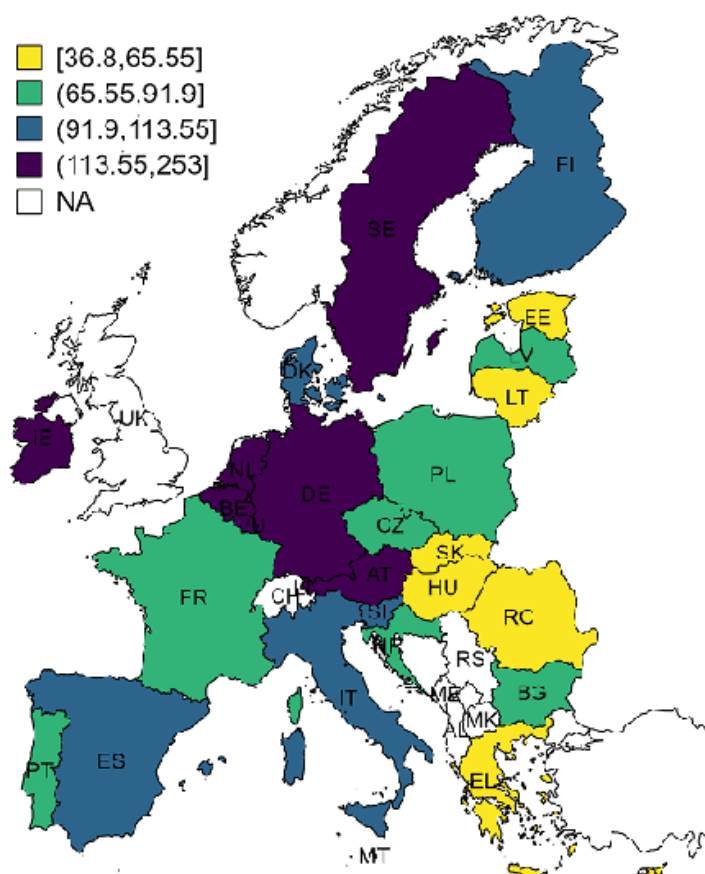 [36.8,65.55]
(65.55.91.9]
(91.9,113.55]
(113.55,253]
NA
FI
SE
EE
DK
LT
UK
IE
NL
PL
DE
BE
CZ
SK
AT
HU
FR
CH
SI
RC
HR
RS
ME
BG
IT
MK
AL
ES
PT
EL
MT